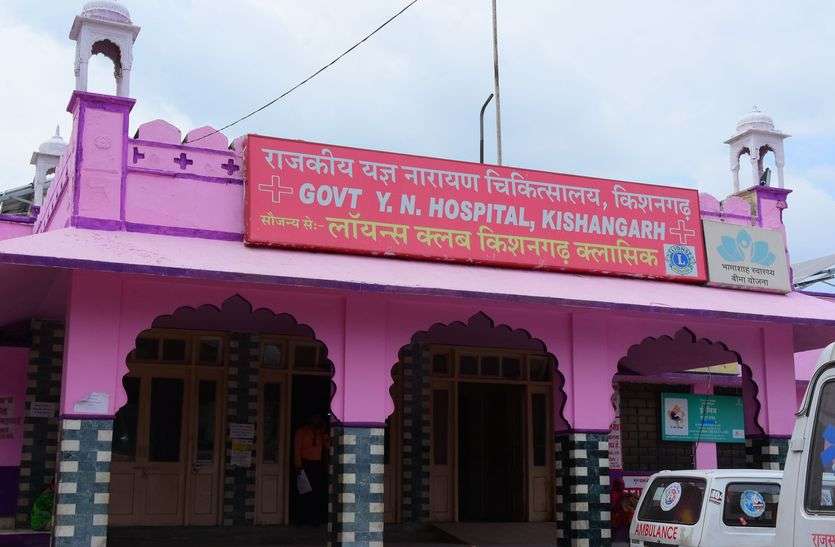 राजकीय यज्ञ नारायण चिकित्सालय, किशनगढ़
GOVT Y. N. HOSPITAL, KISHANGARH
सौजन्य से:- लॉयन्स क्लब किशनगढ़ क्लासिक
L
भामाशाह स्वास्थ्य
बीमा योजना
AMBULANCE